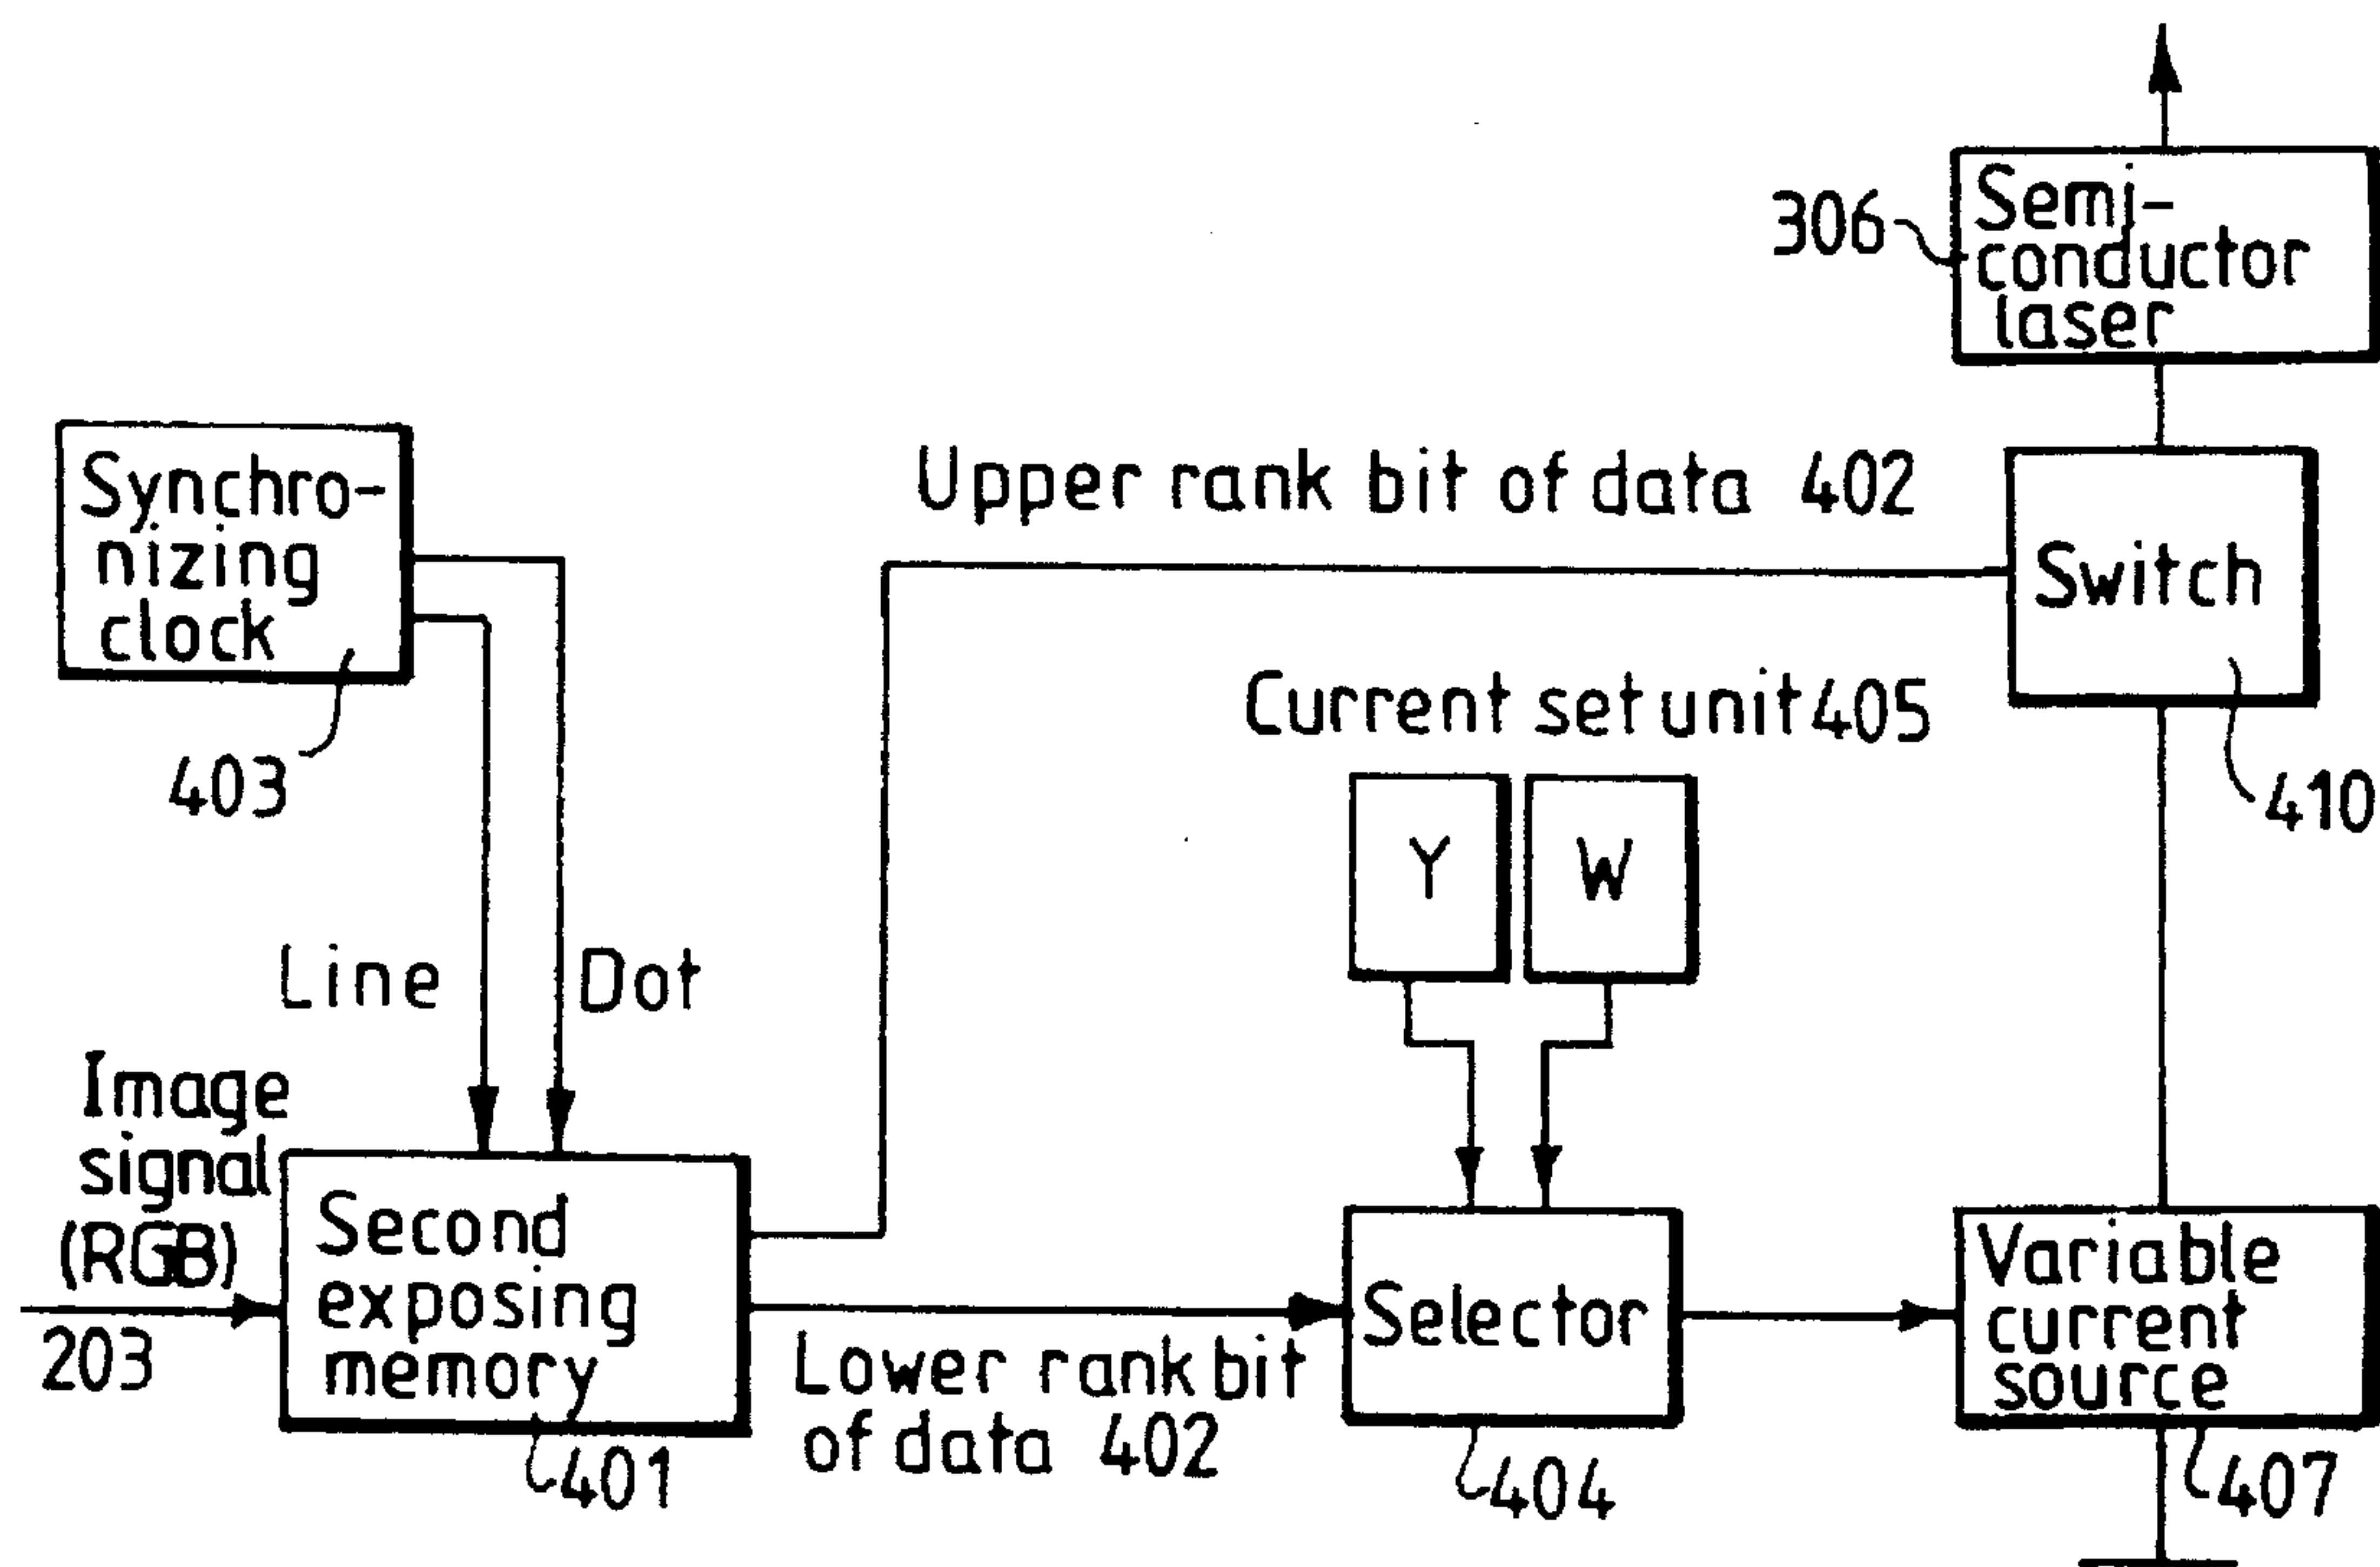 306
Semi-
conductor
laser
Synchro-
nizing
clock
403
Upper rank bit of data 402
Switch
410
Current set unit 405
Y
W
Line
Dot
Image
signal
(RGB)
203
Second
exposing
memory
401
Lower rank bit
of data 402
Selector
404
Variable
current
source
407